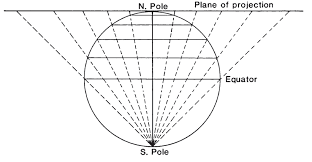 N. Pole
Plane of projection
Equator
S. Pole